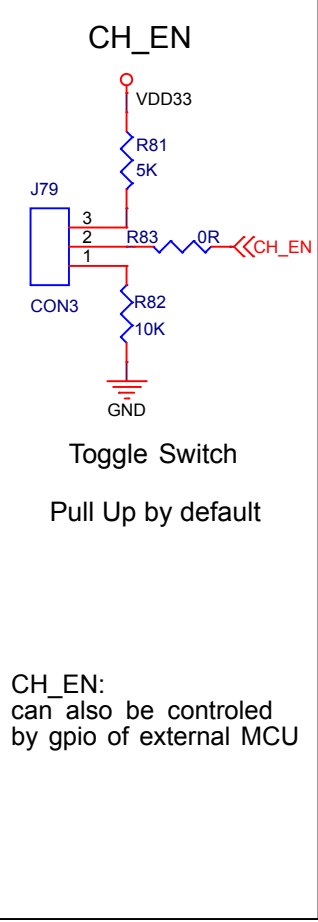 CH_EN
VDD33
R81
5K
J79
3
2
R83
0R
CH_EN
1
CON3
R82
10K
GND
Toggle Switch
Pull Up by default
CH_EN:
can also be controled
by gpio of external MCU